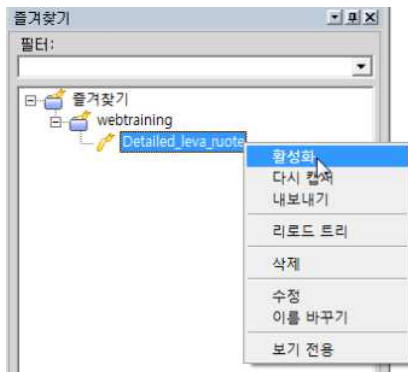 즐겨찾기
필터:
즐겨찾기
webtraining
Detailed_leva_ruote
활성화
다시 캡쳐
내보내기
리로드 트리
삭제
수정
이름 바꾸기
보기 전용